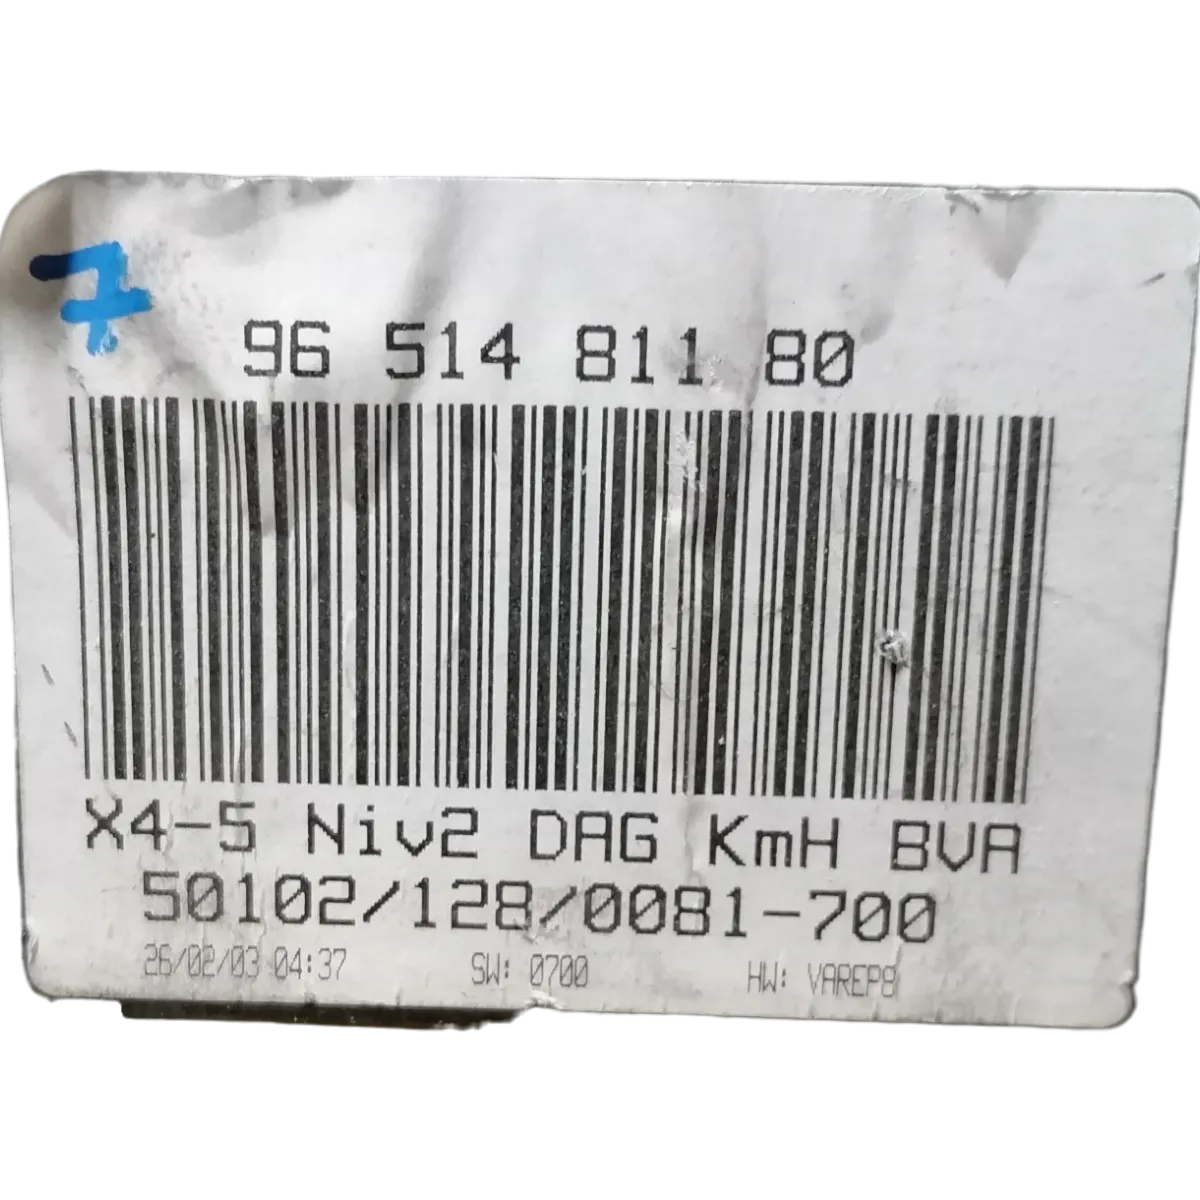 7
96 514 811 80
X4-5 Niv2 DAG KmH BVA
50102/128/0081-700
26/02/03 04:37 SW: 0700 HW: VAREP8